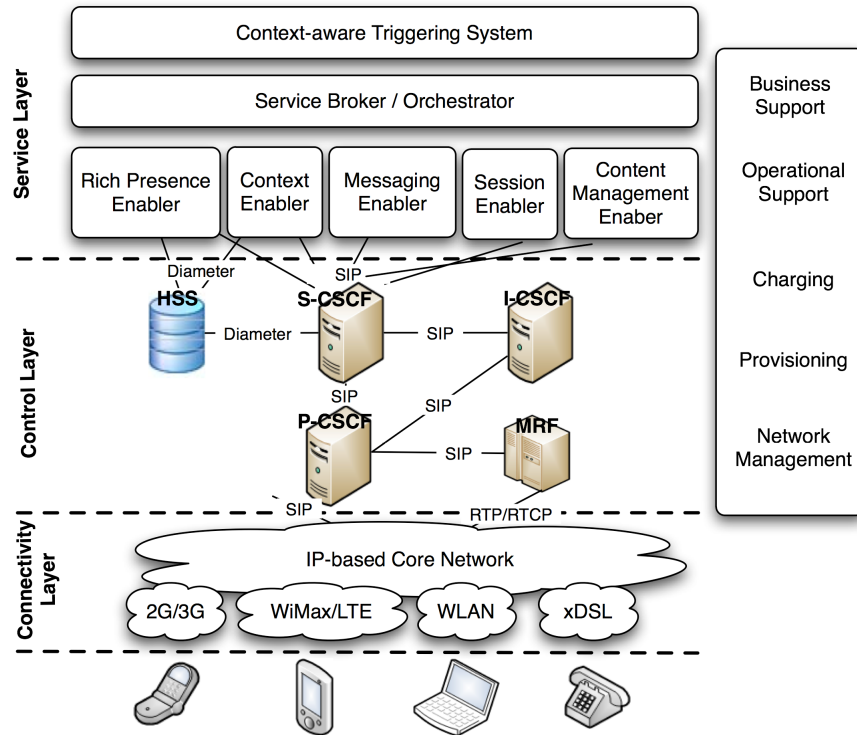 Context-aware Triggering System
Service Broker / Orchestrator
Service Layer
Rich Presence
Enabler
Context
Enabler
Messaging
Enabler
Session
Enabler
Content
Management
Enaber
Diameter
SIP
HSS
S-CSCF
I-CSCF
Diameter
SIP
Control Layer
SIP
SIP
P-CSCF
MRF
SIP
SIP
RTP/RTCP
Connectivity
Layer
IP-based Core Network
2G/3G
WiMax/LTE
WLAN
xDSL
Business
Support
Operational
Support
Charging
Provisioning
Network
Management